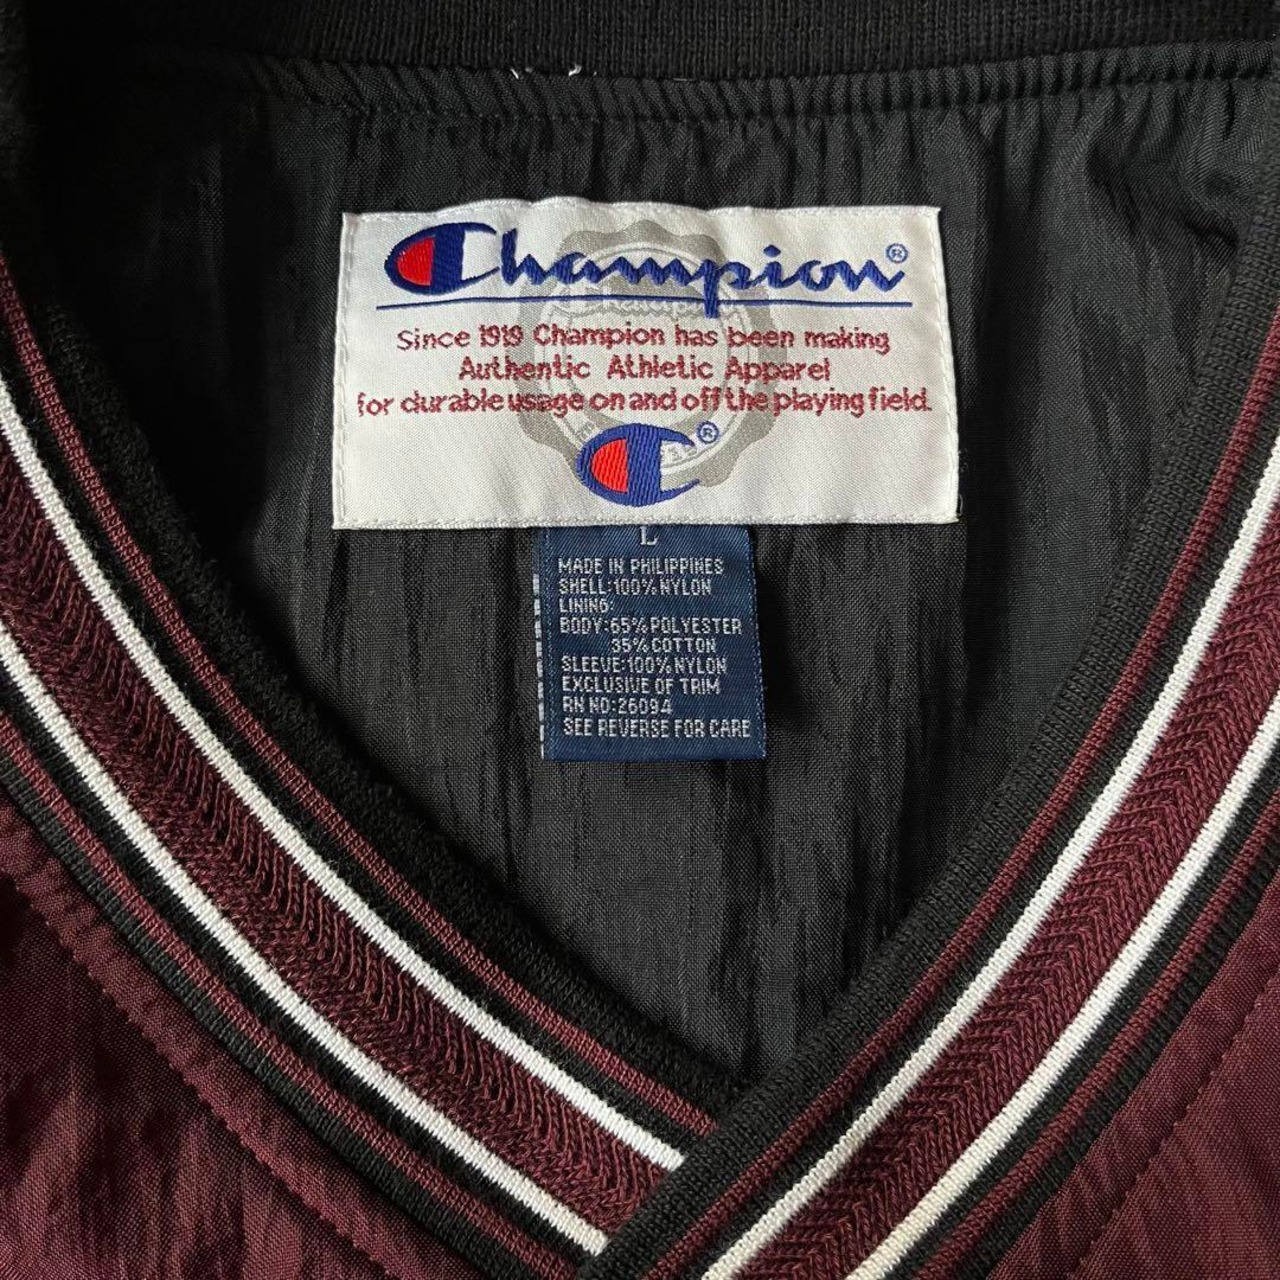 Champion®
Since 1919 Champion has been making
Authentic Athletic Apparel
for durable usage on and off the playing field.
®
L
MADE IN PHILIPPINES
SHELL:100% NYLON
LINING:
BODY:65% POLYESTER
35% COTTON
SLEEVE:100% NYLON
EXCLUSIVE OF TRIM
RN NO:26094
SEE REVERSE FOR CARE